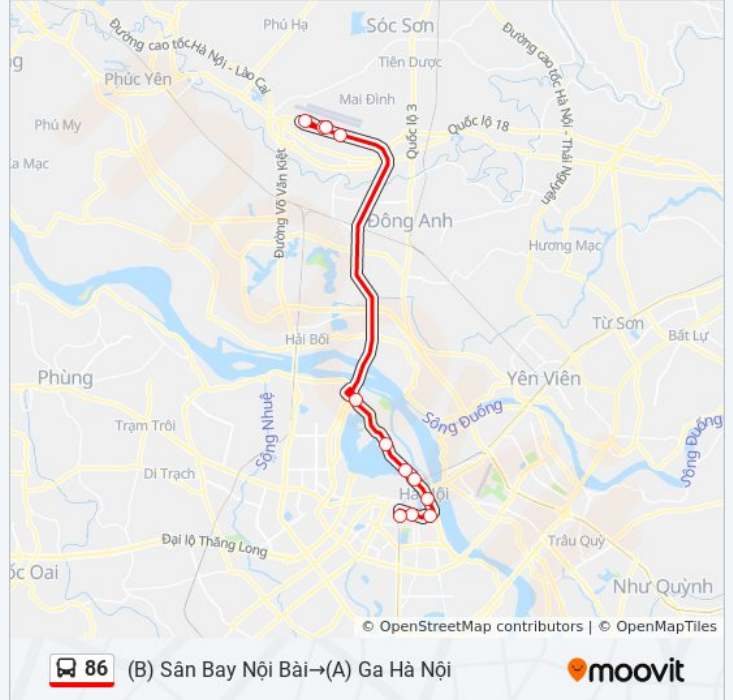 Phú Hạ
Sóc Sơn
Đường cao tốc Hà Nội - Lào Cai
Đường cao tốc Hà Nội - Thái Nguyên
Tiên Dược
Phúc Yên
Mai Đình
Phú My
Quốc lộ 3
Quốc lộ 18
Đường Võ Văn Kiệt
Đông Anh
Hương Mạc
Từ Sơn
Bất Lự
Hải Bối
Phùng
Yên Viên
Sông Nhuệ
Sông Đuống
Sông Đuống
Trạm Trôi
Di Trạch
Hà Nội
Đại lộ Thăng Long
Trâu Quỳ
Như Quỳnh
© OpenStreetMap contributors | © OpenMapTiles
86 (B) Sân Bay Nội Bài→(A) Ga Hà Nội
moovit